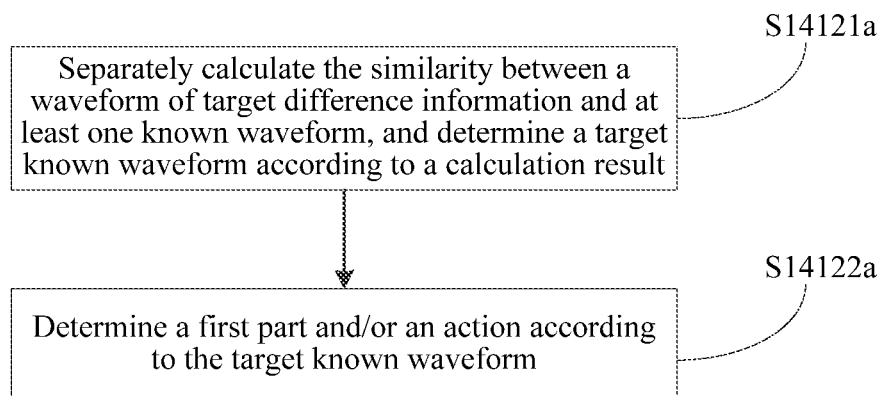 S14121a
Separately calculate the similarity between a
waveform of target difference information and at
least one known waveform, and determine a target
known waveform according to a calculation result
S14122a
Determine a first part and/or an action according
to the target known waveform